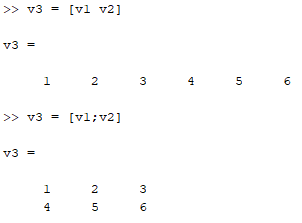 >> v3 = [v1 v2]
v3 =
1 2 3 4 5 6
>> v3 = [v1;v2]
v3 =
1 2 3
4 5 6